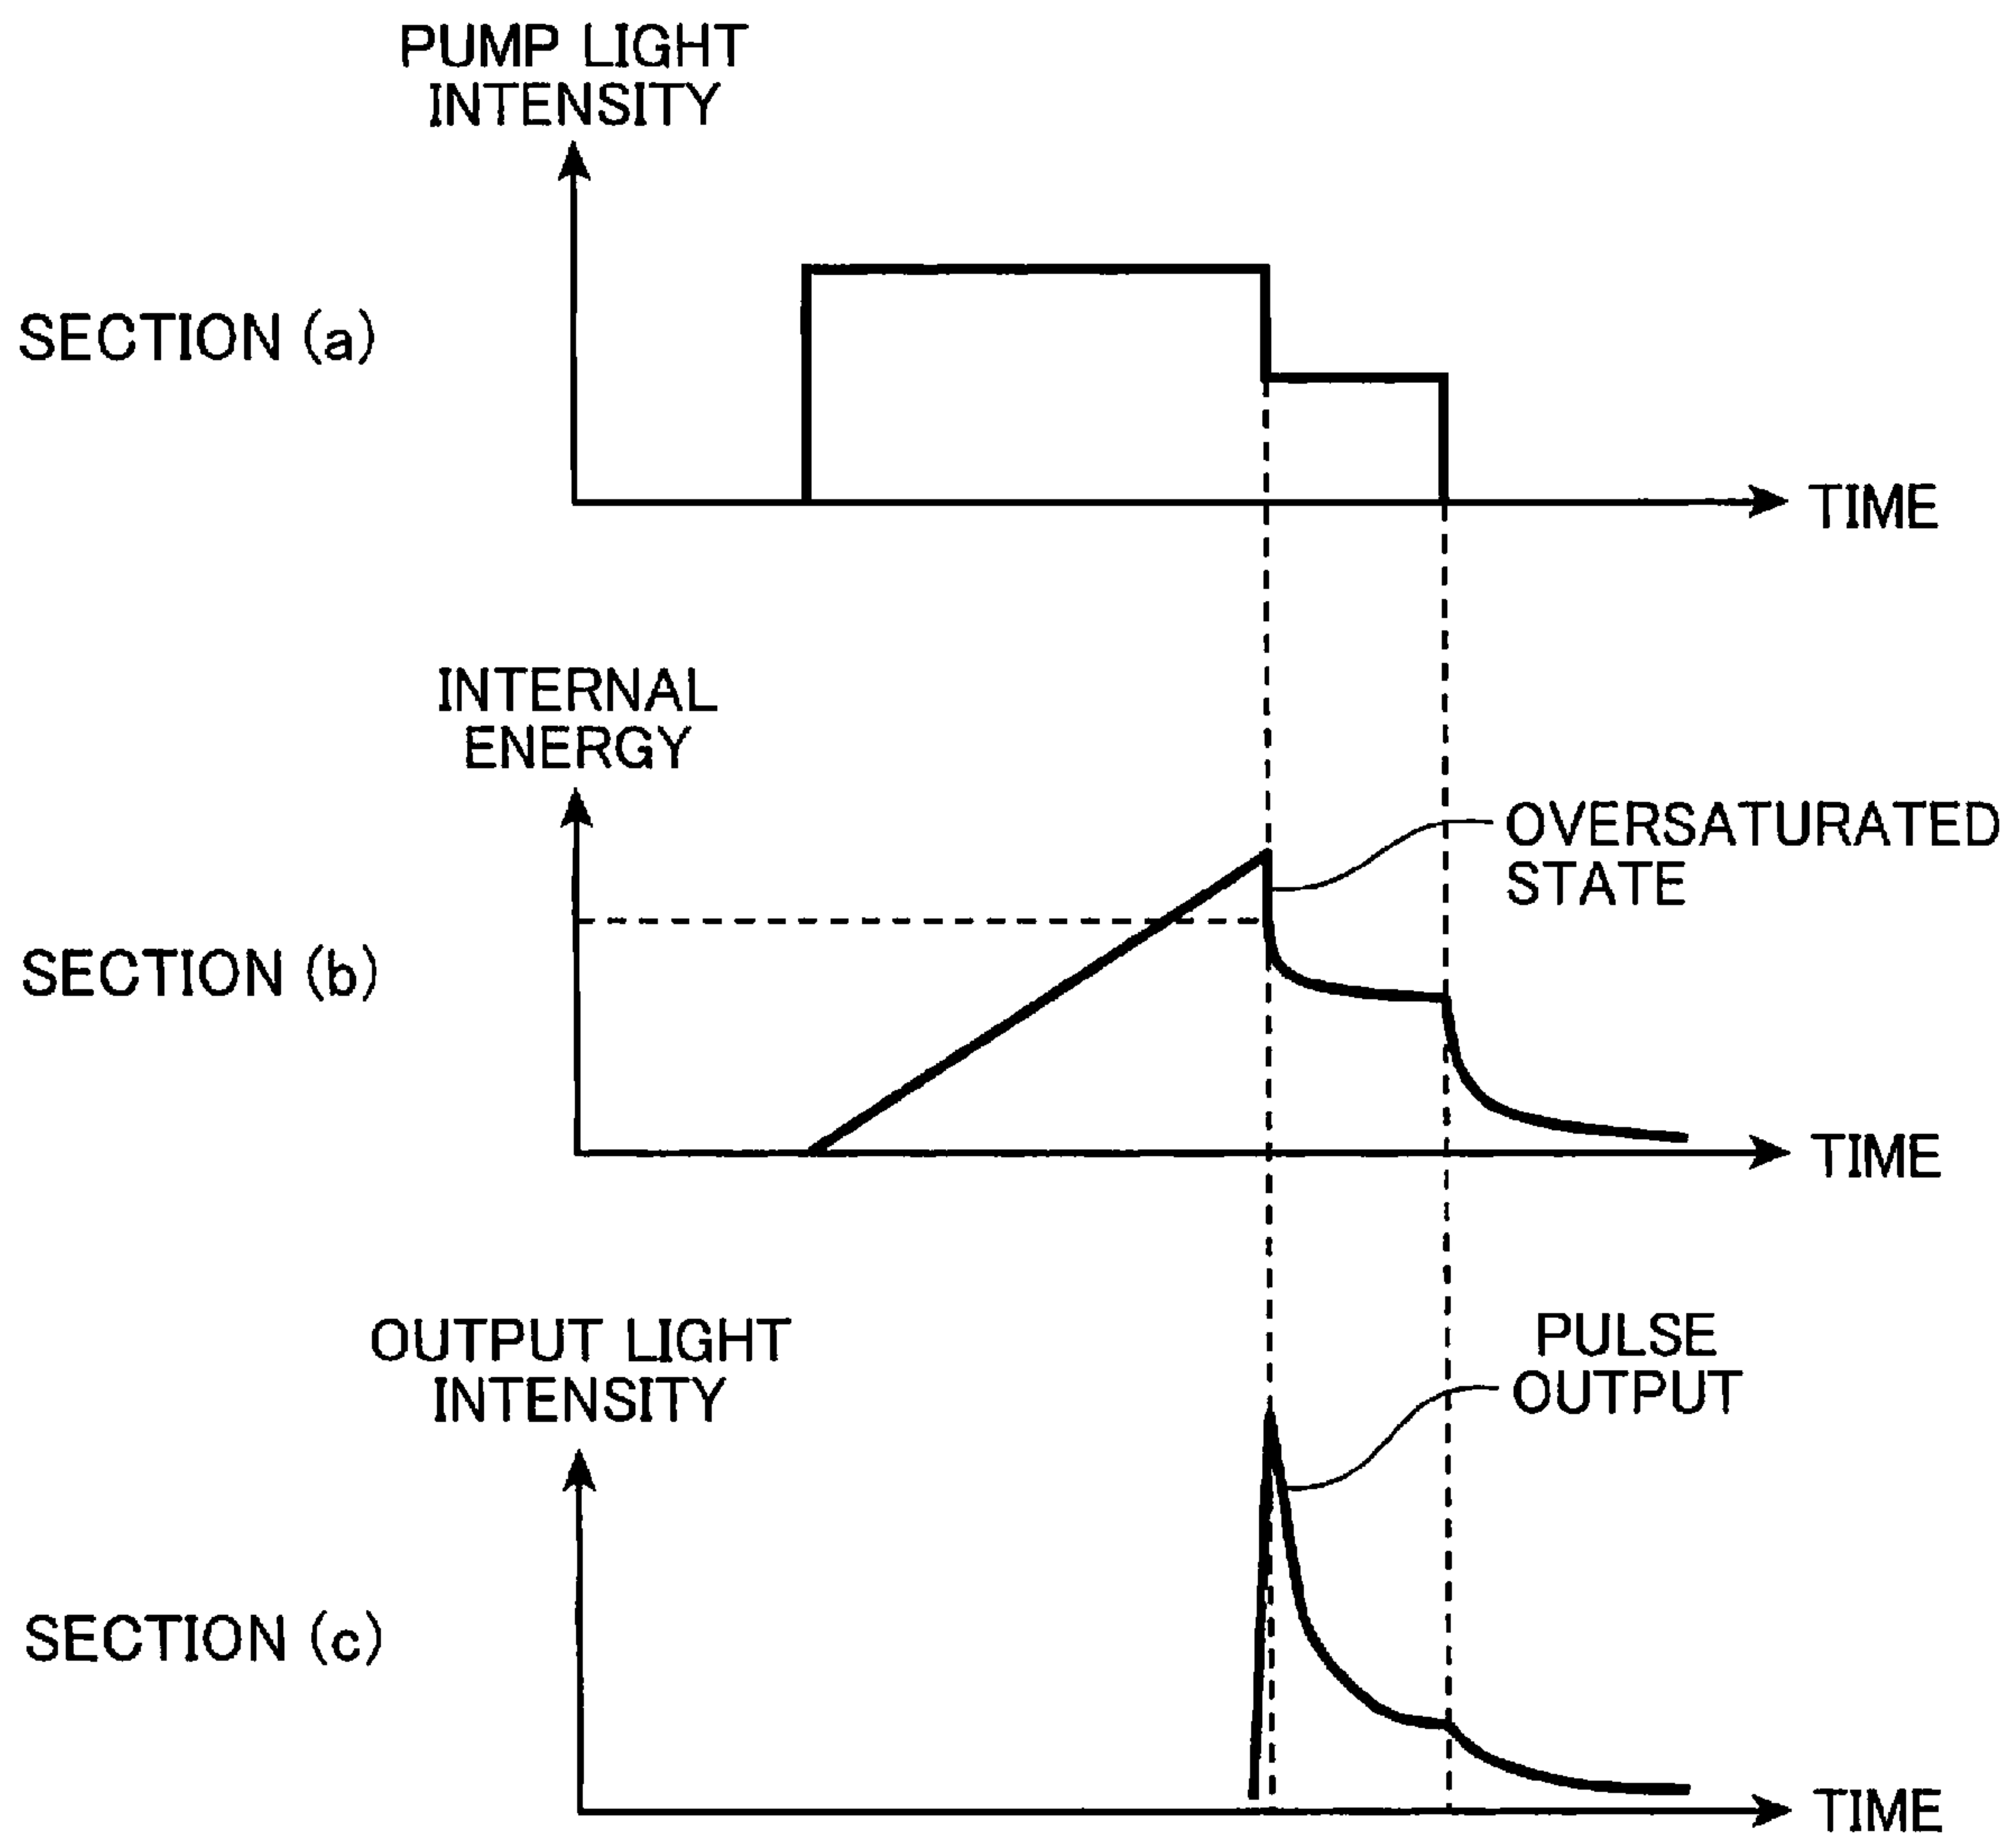 PUMP LIGHT
INTENSITY
SECTION (a)
TIME
INTERNAL
ENERGY
OVERSATURATED
STATE
SECTION (b)
TIME
OUTPUT LIGHT
INTENSITY
PULSE
OUTPUT
SECTION (c)
TIME